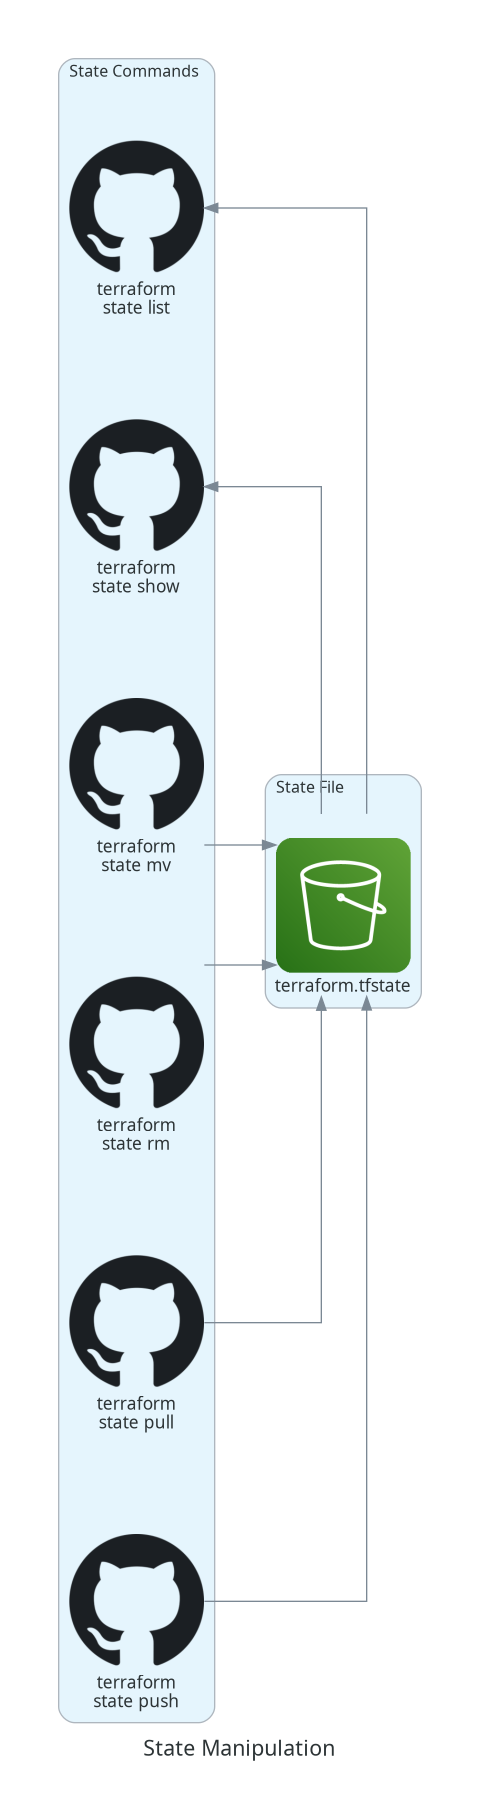 State Commands
terraform
state list
terraform
state show
State File
terraform
state mv
terraform.tfstate
terraform
state rm
terraform
state pull
terraform
state push
State Manipulation